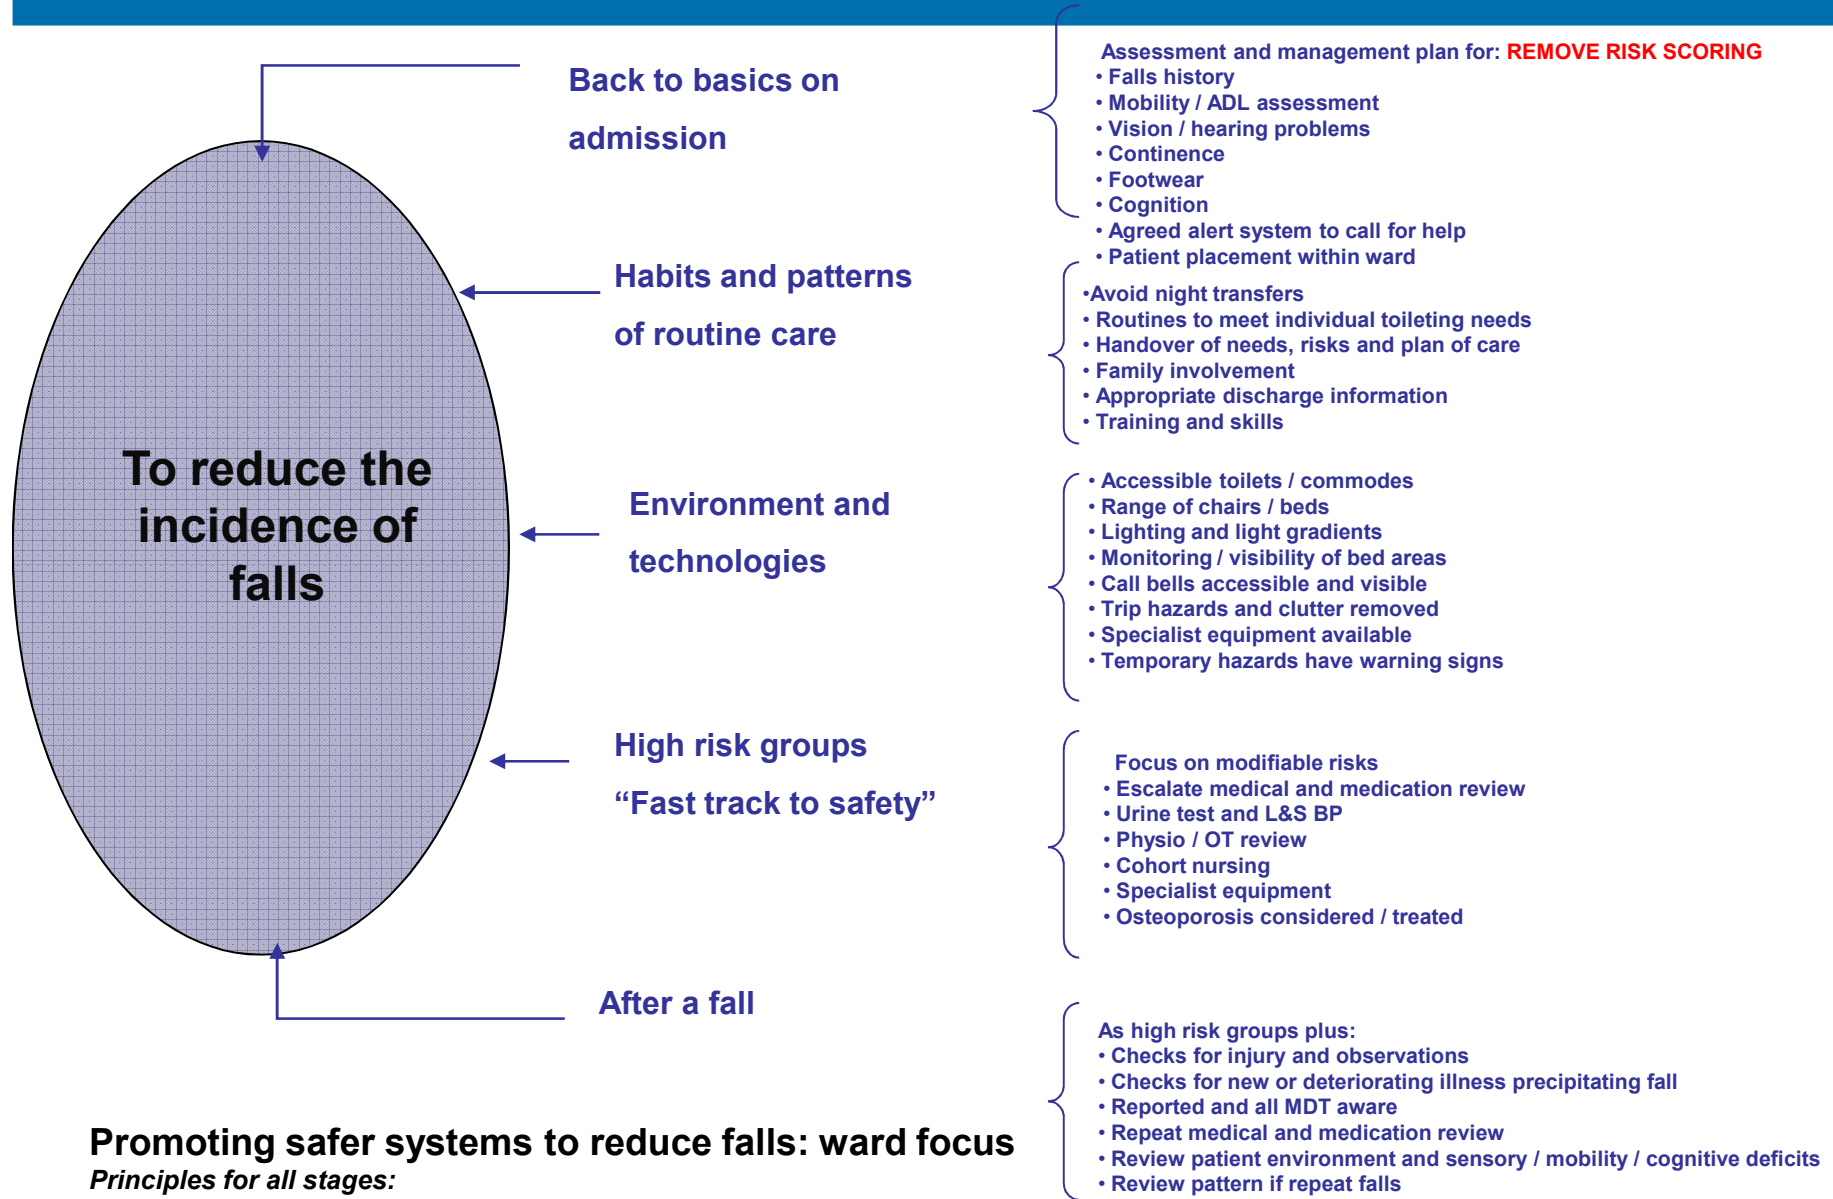 Back to basics on
admission
Assessment and management plan for: REMOVE RISK SCORING
• Falls history
• Mobility / ADL assessment
• Vision / hearing problems
• Continence
• Footwear
• Cognition
• Agreed alert system to call for help
• Patient placement within ward
Habits and patterns
of routine care
•Avoid night transfers
• Routines to meet individual toileting needs
• Handover of needs, risks and plan of care
• Family involvement
• Appropriate discharge information
• Training and skills
To reduce the
incidence of
falls
Environment and
technologies
• Accessible toilets / commodes
• Range of chairs / beds
• Lighting and light gradients
• Monitoring / visibility of bed areas
• Call bells accessible and visible
• Trip hazards and clutter removed
• Specialist equipment available
• Temporary hazards have warning signs
High risk groups
“Fast track to safety”
Focus on modifiable risks
• Escalate medical and medication review
• Urine test and L&S BP
• Physio / OT review
• Cohort nursing
• Specialist equipment
• Osteoporosis considered / treated
After a fall
As high risk groups plus:
• Checks for injury and observations
• Checks for new or deteriorating illness precipitating fall
• Reported and all MDT aware
• Repeat medical and medication review
• Review patient environment and sensory / mobility / cognitive deficits
• Review pattern if repeat falls
Promoting safer systems to reduce falls: ward focus
Principles for all stages: